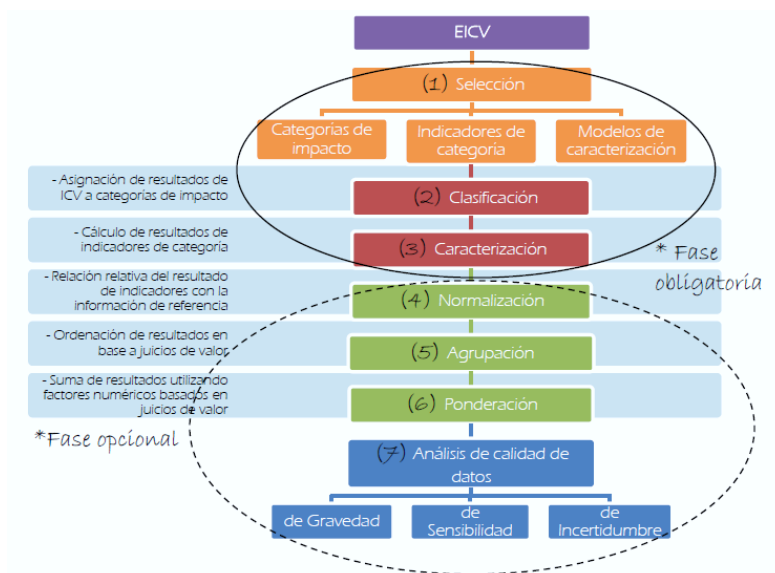 EICV
(1) Selección
Categorías de
impacto
Indicadores de
categoría
Modelos de
caracterización
- Asignación de resultados de
ICV a categorías de impacto
(2) Clasificación
- Cálculo de resultados de
indicadores de categoría
(3) Caracterización
* Fase
obligatoria
- Relación relativa del resultado
de indicadores con la
información de referencia
(4) Normalización
- Ordenación de resultados en
base a juicios de valor
(5) Agrupación
- Suma de resultados utilizando
factores numéricos basados en
juicios de valor
(6) Ponderación
*Fase opcional
(7) Análisis de calidad de
datos
de Gravedad
de
Sensibilidad
de
Incertidumbre